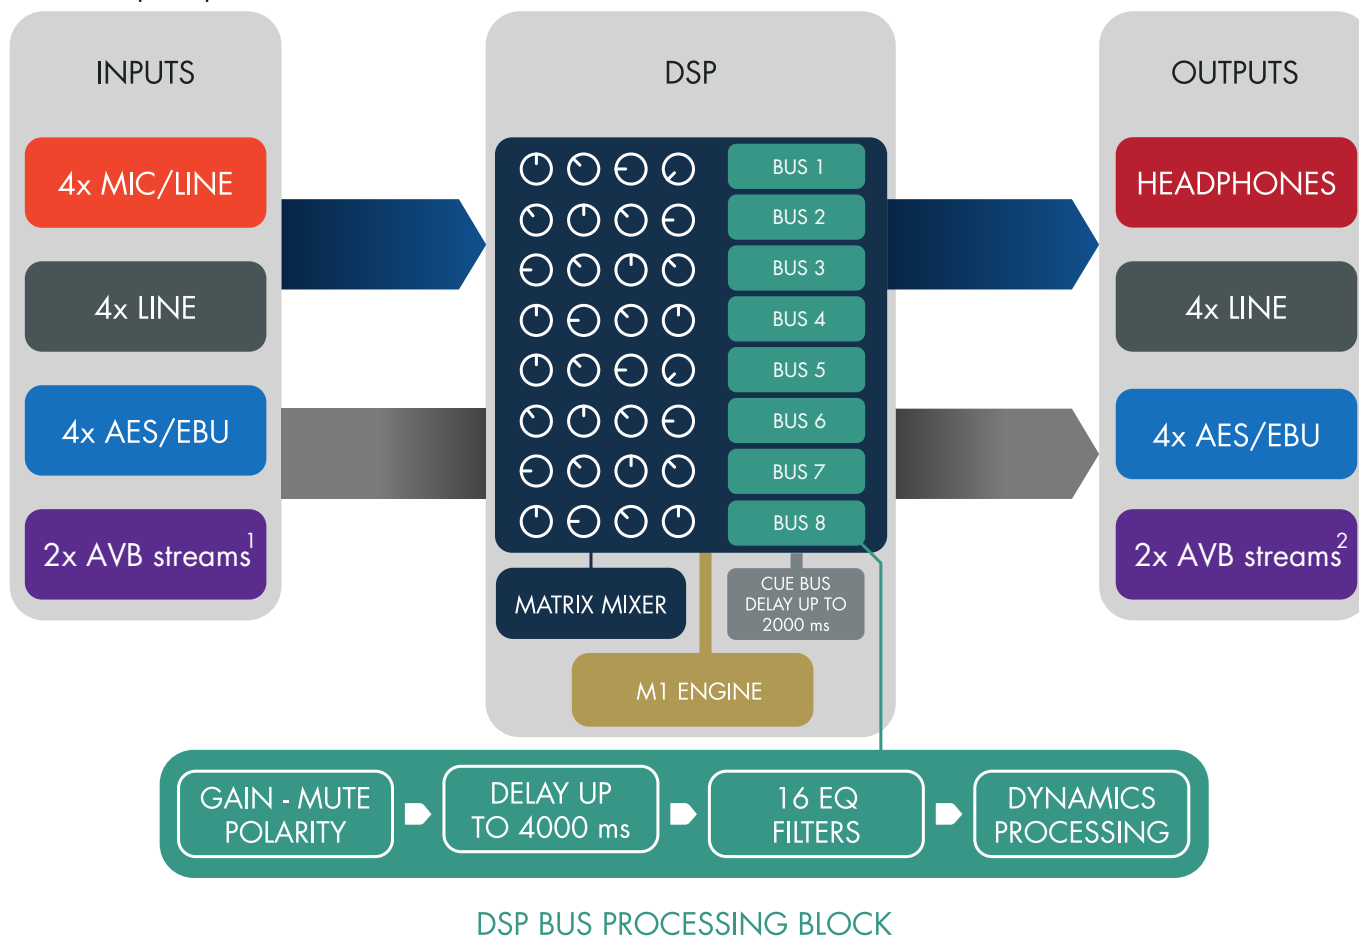 INPUTS
4x MIC/LINE
4x LINE
4x AES/EBU
2x AVB streams1
DSP
BUS 1
BUS 2
BUS 3
BUS 4
BUS 5
BUS 6
BUS 7
BUS 8
MATRIX MIXER
CUE BUS
DELAY UP TO
2000 ms
M1 ENGINE
OUTPUTS
HEADPHONES
4x LINE
4x AES/EBU
2x AVB streams2
GAIN - MUTE
POLARITY
DELAY UP
TO 4000 ms
16 EQ
FILTERS
DYNAMICS
PROCESSING
DSP BUS PROCESSING BLOCK